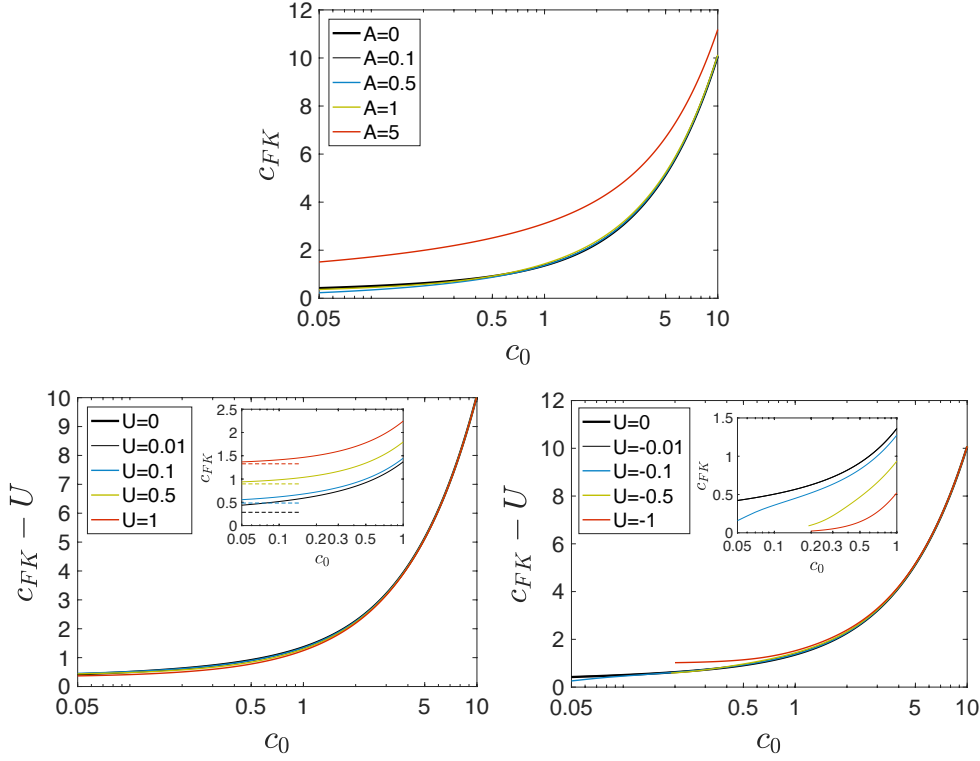 12
10
8
6
4
2
0
c_{FK}
A=0
A=0.1
A=0.5
A=1
A=5
0.05 0.5 1 5 10
c_0
10
9
8
7
6
5
4
3
2
1
0
c_{FK} − U
U=0
U=0.01
U=0.1
U=0.5
U=1
2.5
2
1.5
1
0.5
0
c_{FK}
0.05 0.1 0.20.3 0.5 1
c_0
0.05 0.5 1 5 10
c_0
12
10
8
6
4
2
0
c_{FK} − U
U=0
U=-0.01
U=-0.1
U=-0.5
U=-1
1.5
1
0.5
0
c_{FK}
0.05 0.1 0.20.3 0.5 1
c_0
0.05 0.5 1 5 10
c_0